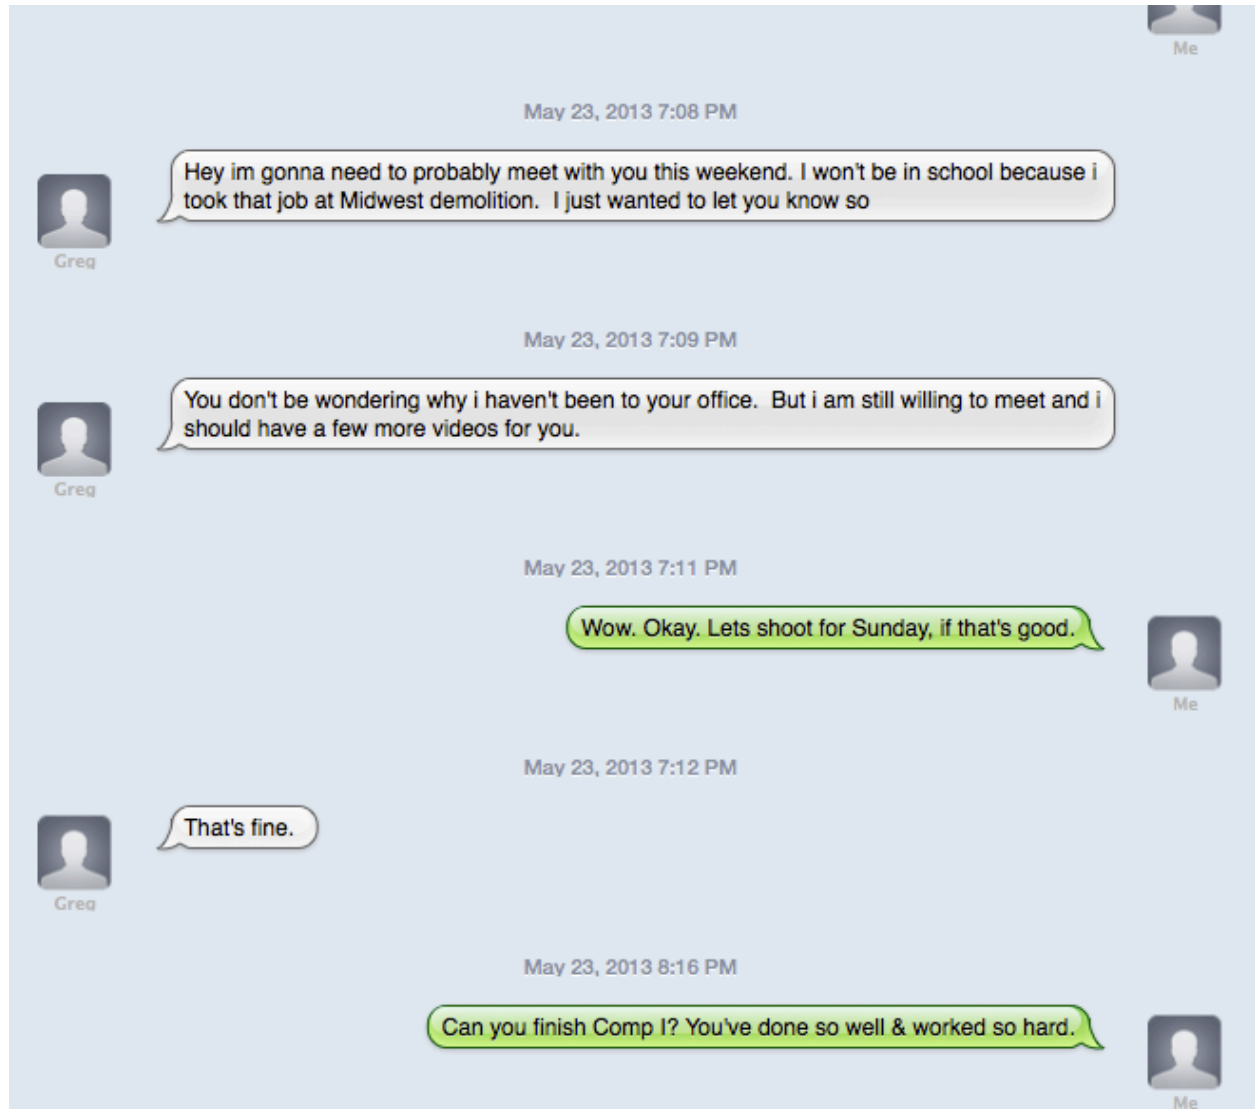 Me
May 23, 2013 7:08 PM
Hey im gonna need to probably meet with you this weekend. I won't be in school because i
took that job at Midwest demolition.  I just wanted to let you know so
Greg
May 23, 2013 7:09 PM
You don't be wondering why i haven't been to your office.  But i am still willing to meet and i
should have a few more videos for you.
Greg
May 23, 2013 7:11 PM
Wow. Okay. Lets shoot for Sunday, if that's good.
Me
May 23, 2013 7:12 PM
That's fine.
Greg
May 23, 2013 8:16 PM
Can you finish Comp I? You've done so well & worked so hard.
Me